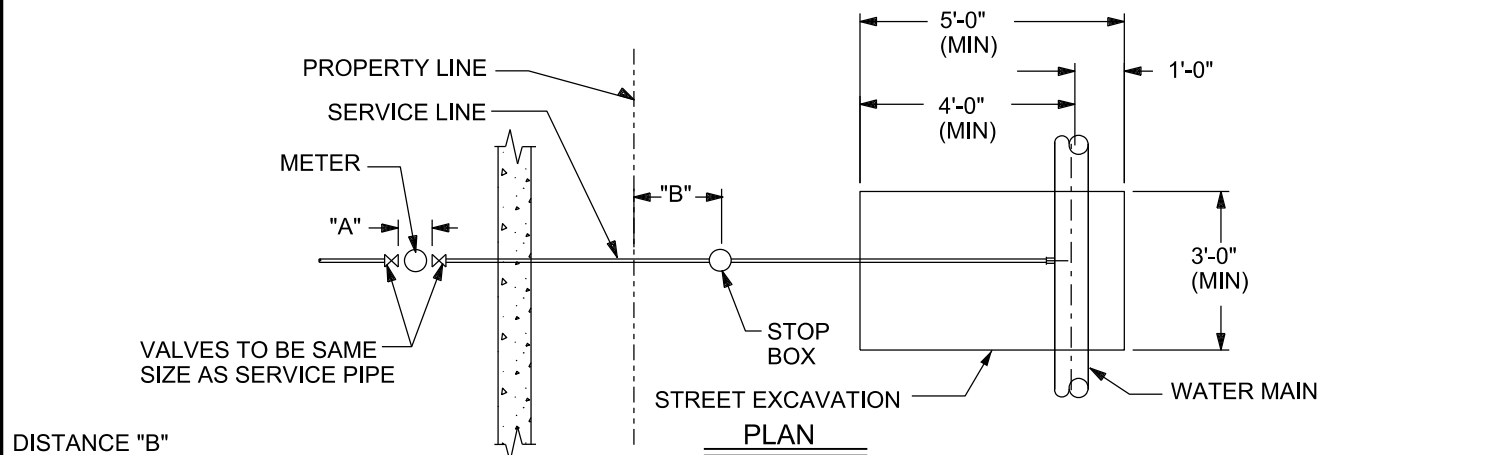 5'-0"
(MIN)
PROPERTY LINE
1'-0"
SERVICE LINE
4'-0"
(MIN)
METER
"B"
"A"
3'-0"
(MIN)
STOP
BOX
VALVES TO BE SAME
SIZE AS SERVICE PIPE
STREET EXCAVATION
WATER MAIN
PLAN
DISTANCE "B"